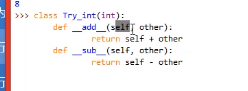 8
>>> class Try_int(int):
        def __add__(self, other):
                return self + other
        def __sub__(self, other):
                return self - other